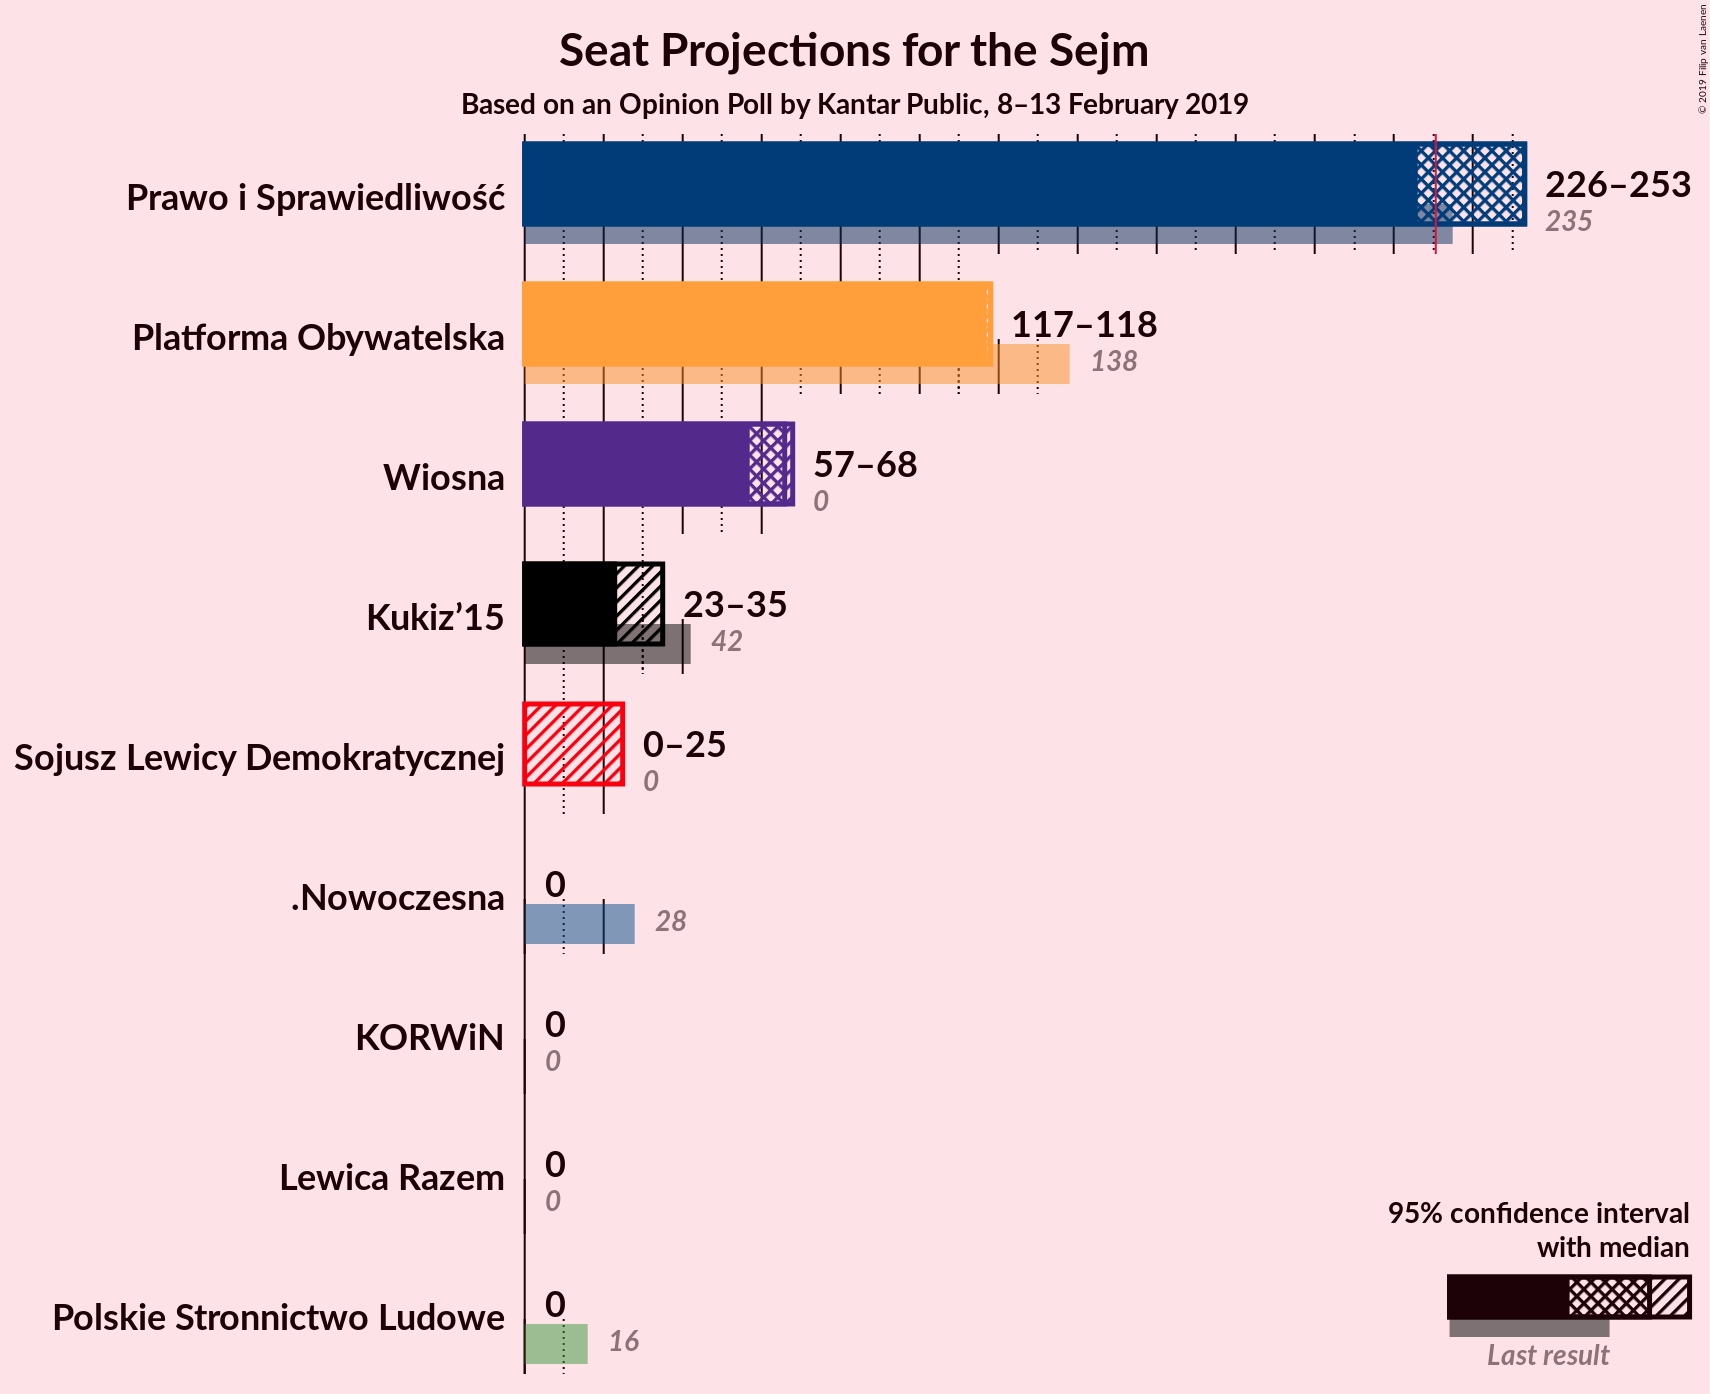 Seat Projections for the Sejm
Based on an Opinion Poll by Kantar Public, 8–13 February 2019
© 2019 Filip van Laenen
Prawo i Sprawiedliwość
226–253
235
Platforma Obywatelska
117–118
138
Wiosna
57–68
0
Kukiz’15
23–35
42
Sojusz Lewicy Demokratycznej
0–25
0
.Nowoczesna
0
28
KORWiN
0
0
Lewica Razem
0
0
Polskie Stronnictwo Ludowe
0
16
95% confidence interval
with median
Last result